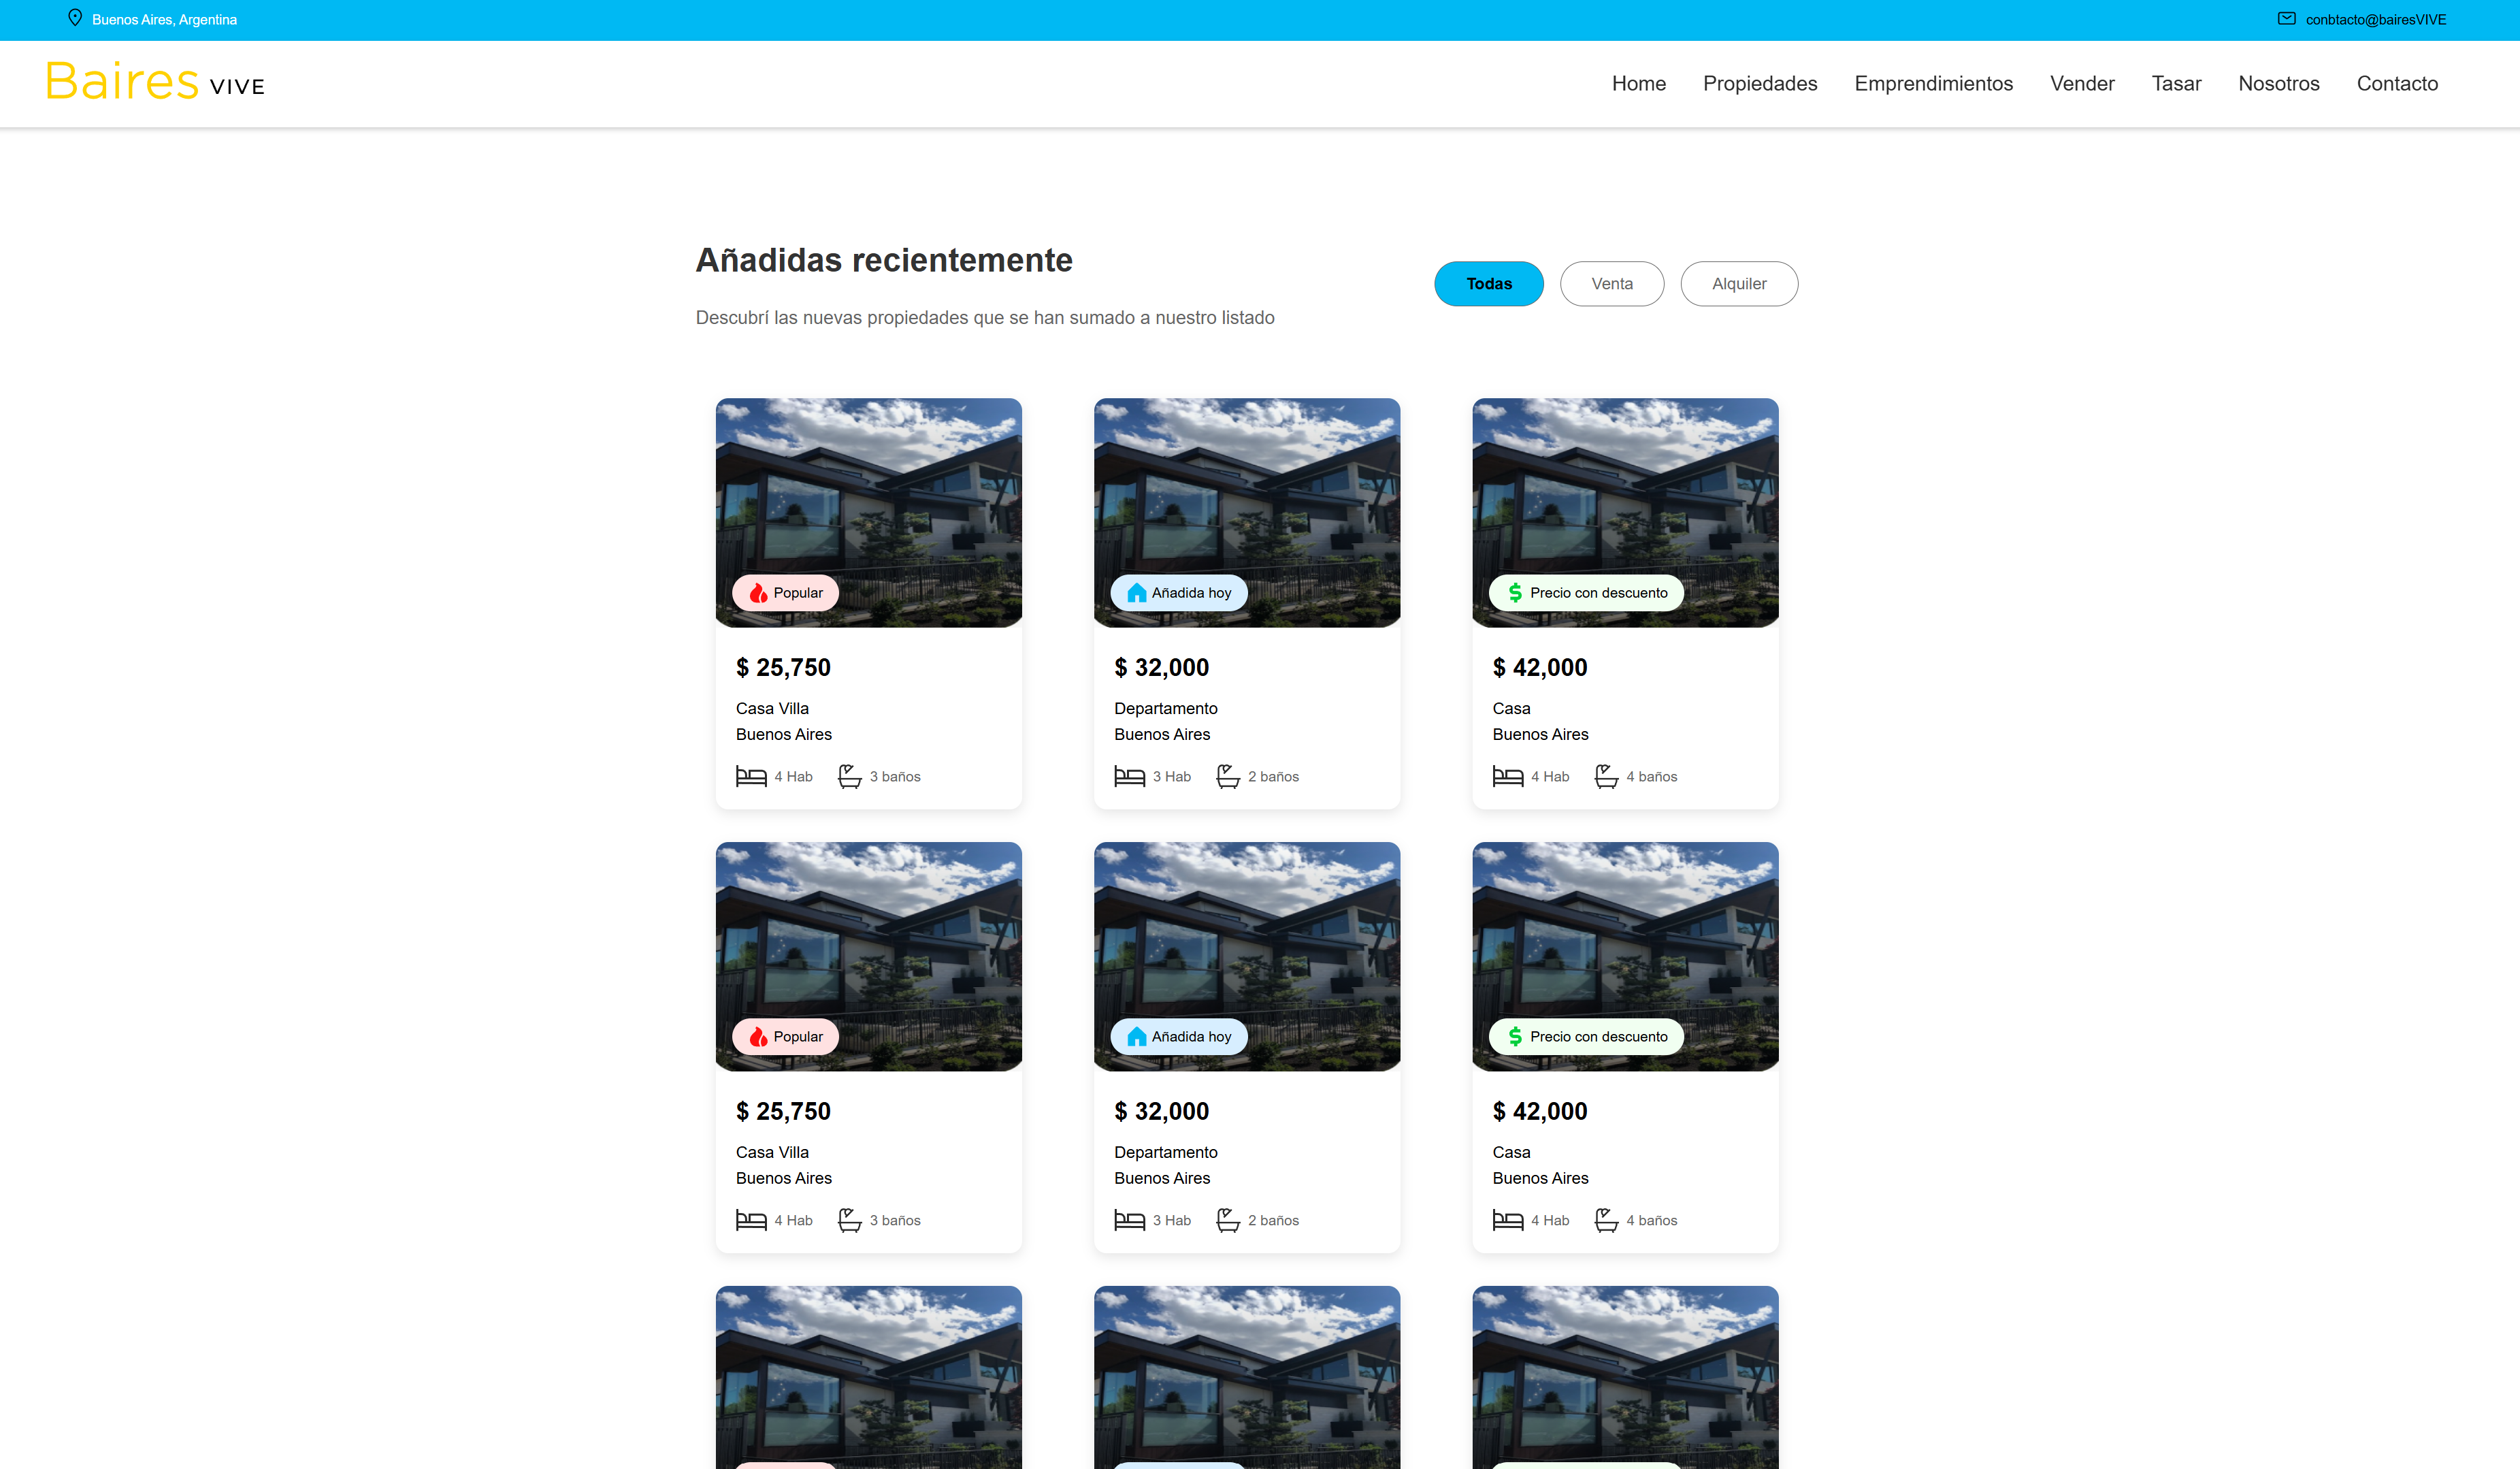 Buenos Aires, Argentina
conbtacto@bairesVIVE
Baires VIVE
Home Propiedades Emprendimientos Vender Tasar Nosotros Contacto
Añadidas recientemente
Descubrí las nuevas propiedades que se han sumado a nuestro listado
Todas Venta Alquiler
Popular
$ 25,750
Casa Villa
Buenos Aires
4 Hab 3 baños
Añadida hoy
$ 32,000
Departamento
Buenos Aires
3 Hab 2 baños
Precio con descuento
$ 42,000
Casa
Buenos Aires
4 Hab 4 baños
Popular
$ 25,750
Casa Villa
Buenos Aires
4 Hab 3 baños
Añadida hoy
$ 32,000
Departamento
Buenos Aires
3 Hab 2 baños
Precio con descuento
$ 42,000
Casa
Buenos Aires
4 Hab 4 baños